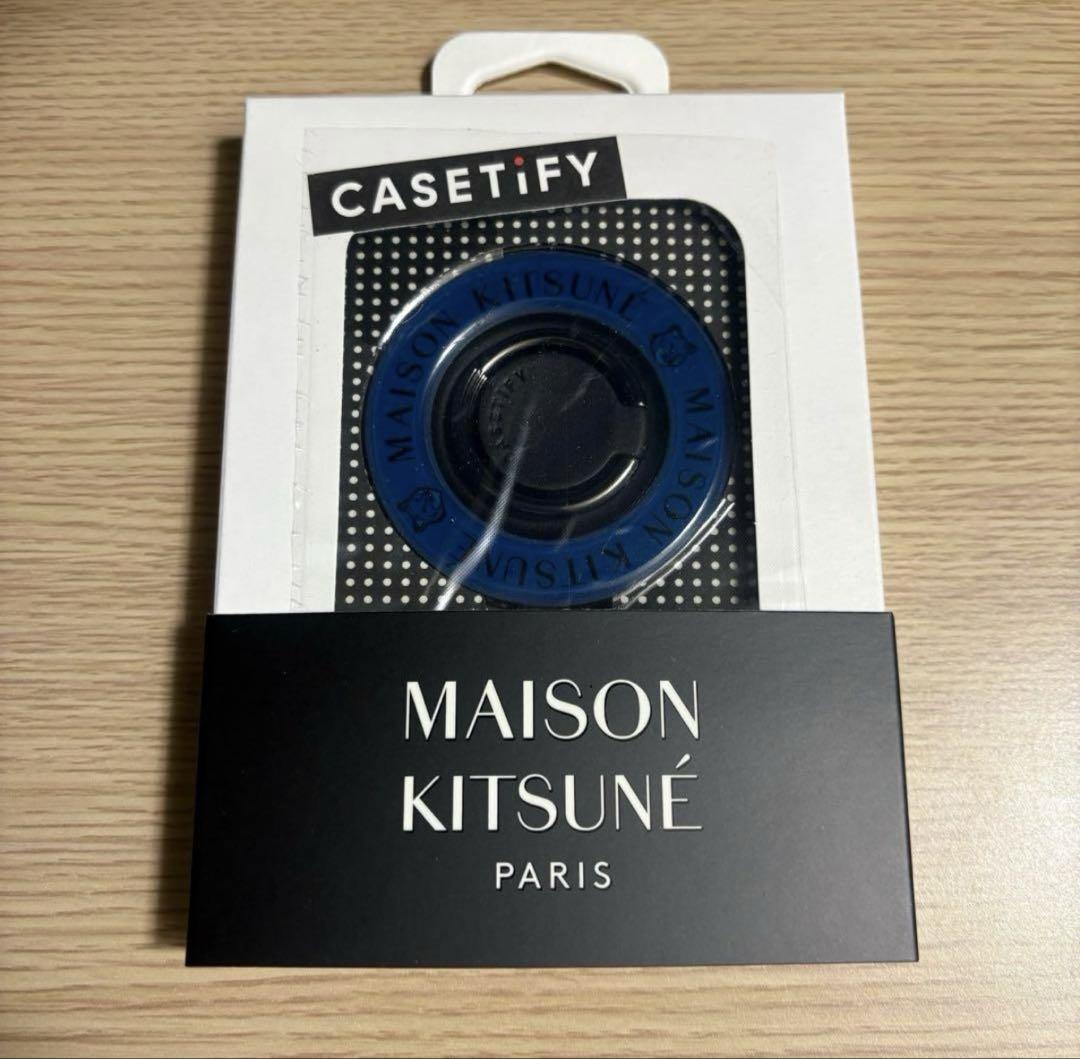 CASETiFY
MAISON KITSUNÉ
MAISON KITSUNÉ
CASETIFY
MAISON
KITSUNÉ
PARIS